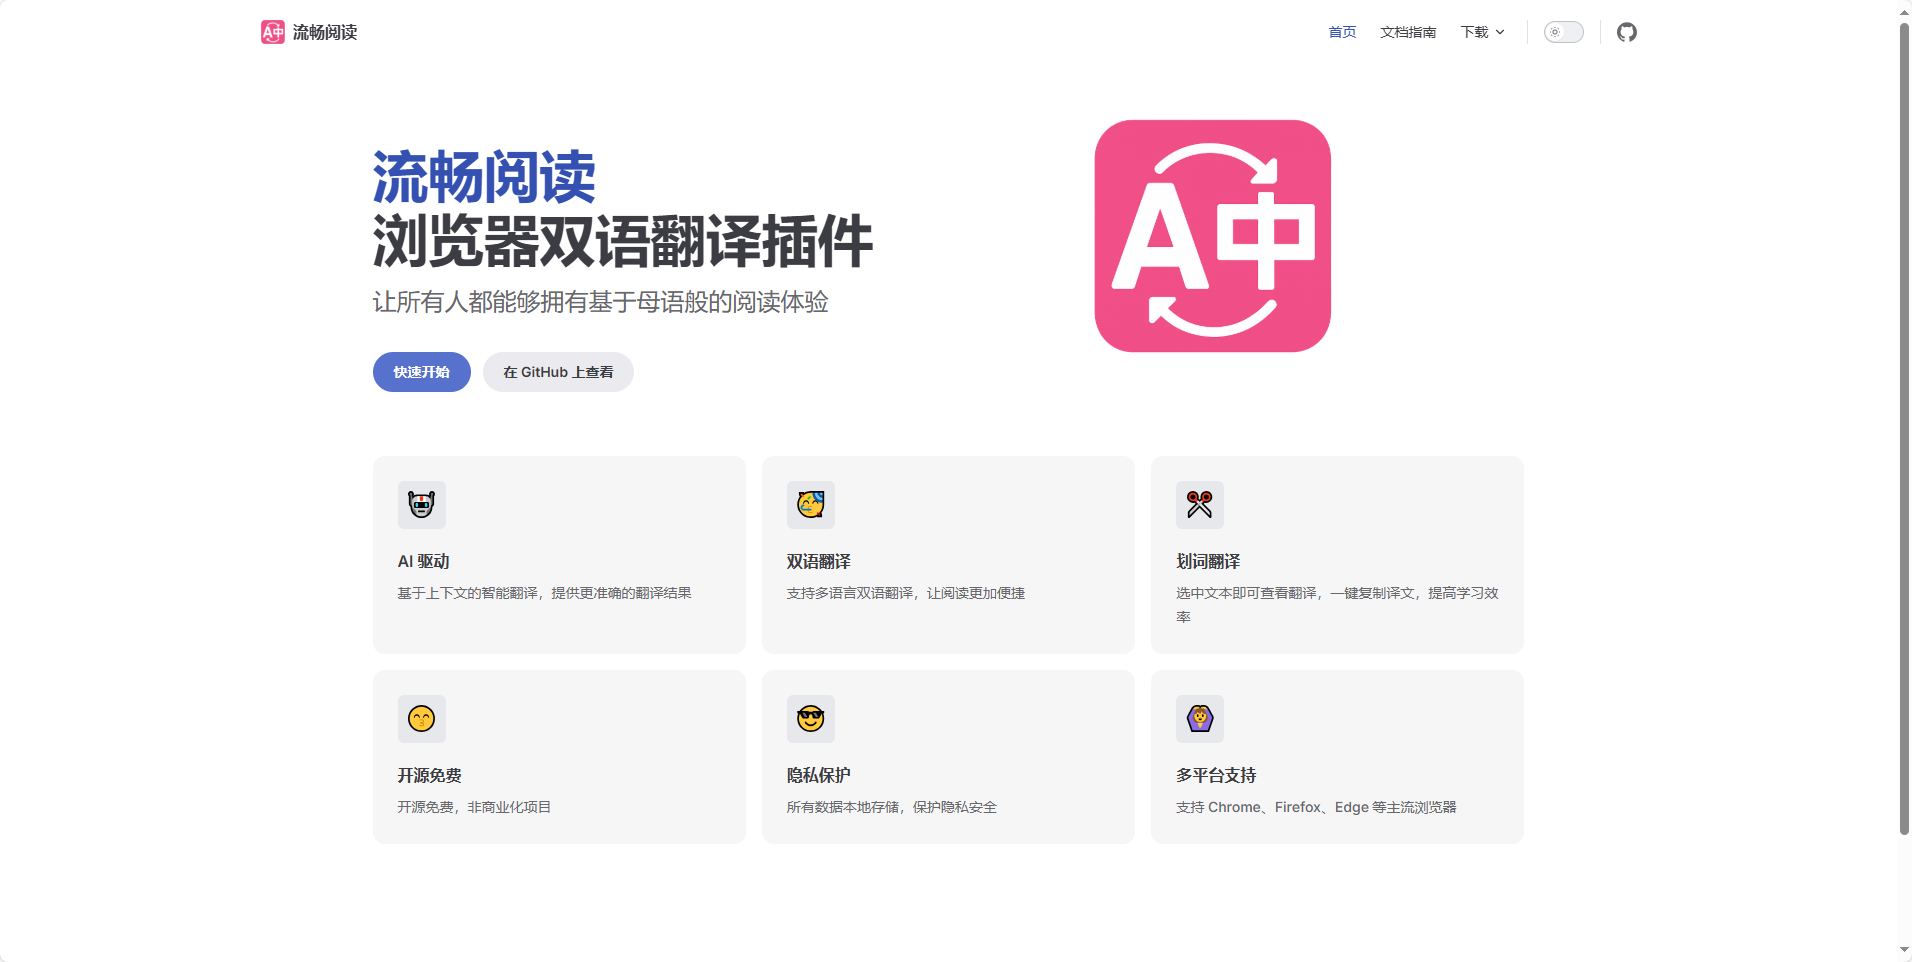 A中 流畅阅读
首页 文档指南 下载
流畅阅读
浏览器双语翻译插件
让所有人都能够拥有基于母语般的阅读体验
快速开始 在 GitHub 上查看
A中
AI 驱动
基于上下文的智能翻译，提供更准确的翻译结果
双语翻译
支持多语言双语翻译，让阅读更加便捷
划词翻译
选中文本即可查看翻译，一键复制译文，提高学习效
率
开源免费
开源免费，非商业化项目
隐私保护
所有数据本地存储，保护隐私安全
多平台支持
支持 Chrome、Firefox、Edge 等主流浏览器